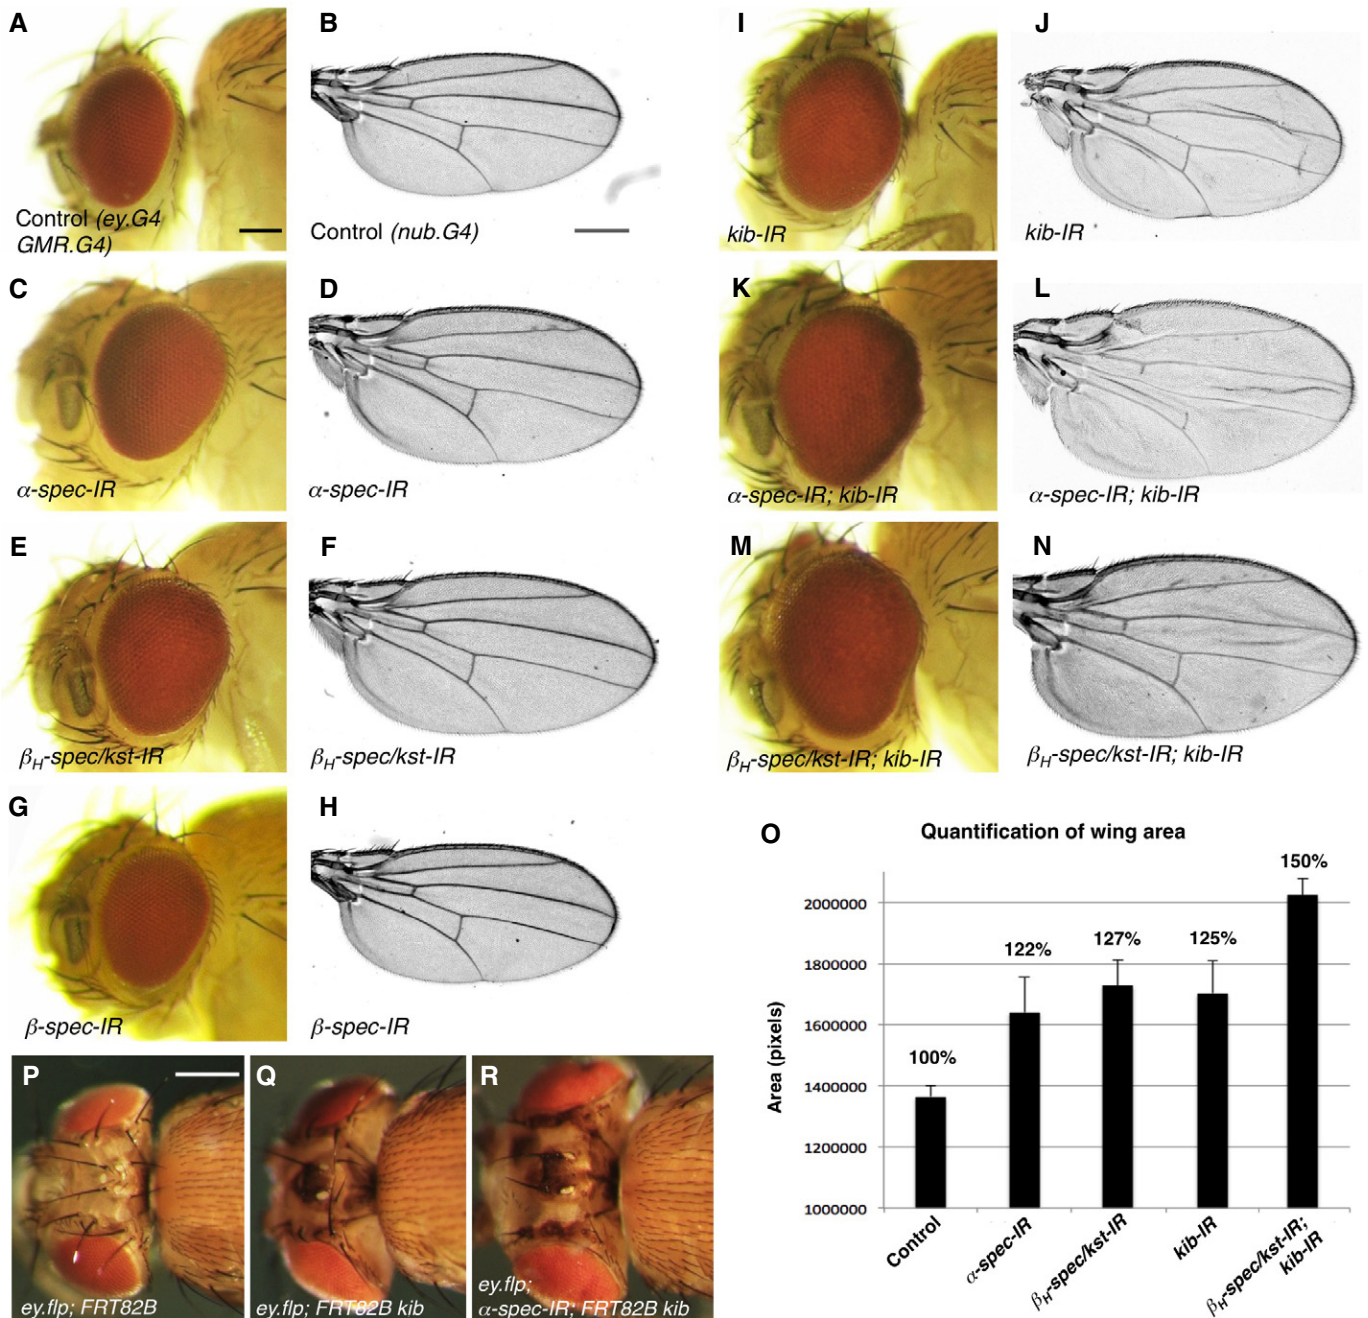 A
B
I
J
Control (ey.G4
GMR.G4)
Control (nub.G4)
kib-IR
kib-IR
C
D
K
L
α-spec-IR
α-spec-IR
α-spec-IR; kib-IR
α-spec-IR; kib-IR
E
F
M
N
βH-spec/kst-IR
βH-spec/kst-IR
βH-spec/kst-IR; kib-IR
βH-spec/kst-IR; kib-IR
G
H
β-spec-IR
β-spec-IR
O
Quantification of wing area
Area (pixels)
2000000
1800000
1600000
1400000
1200000
1000000
100%
122%
127%
125%
150%
Control
α-spec-IR
βH-spec/kst-IR
kib-IR
βH-spec/kst-IR;
kib-IR
P
Q
R
ey.flp; FRT82B
ey.flp; FRT82B kib
ey.flp;
α-spec-IR; FRT82B kib